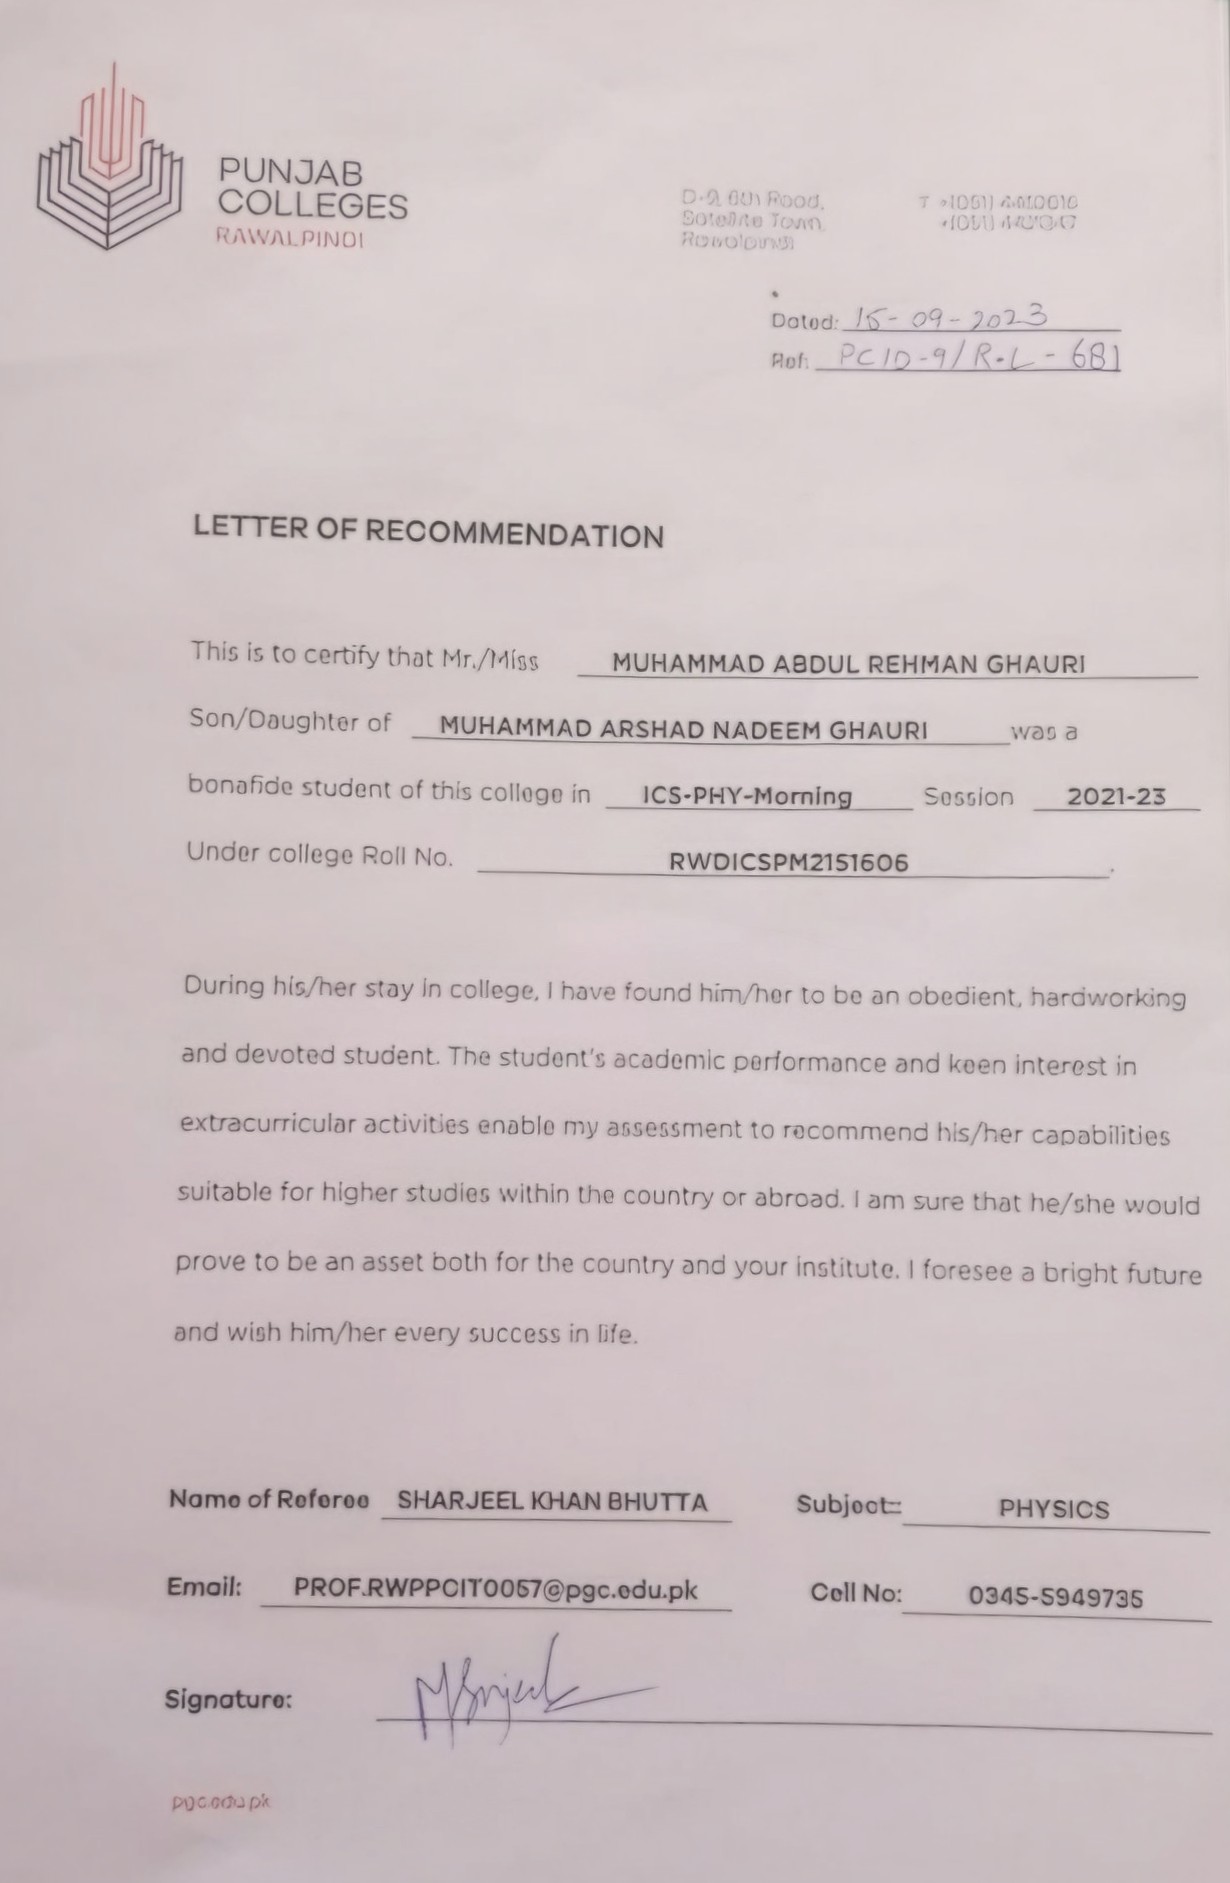 PUNJAB
COLLEGES
RAWALPINDI
Road,
Satellite Town,
Rawalpindi
T
Dated: 15-09-2023
Ref: PCID-9/R.L-681
LETTER OF RECOMMENDATION
This is to certify that Mr./Miss MUHAMMAD ABDUL REHMAN GHAURI
Son/Daughter of MUHAMMAD ARSHAD NADEEM GHAURI was a
bonafide student of this college in ICS-PHY-Morning Session 2021-23
Under college Roll No. RWDICSPM2151606.
During his/her stay in college, I have found him/her to be an obedient, hardworking
and devoted student. The student's academic performance and keen interest in
extracurricular activities enable my assessment to recommend his/her capabilities
suitable for higher studies within the country or abroad. I am sure that he/she would
prove to be an asset both for the country and your institute. I foresee a bright future
and wish him/her every success in life.
Name of Referee SHARJEEL KHAN BHUTTA Subject: PHYSICS
Email: PROF.RWPPCIT0057@pgc.edu.pk Cell No: 0345-5949735
Signature:
pgc.edu.pk